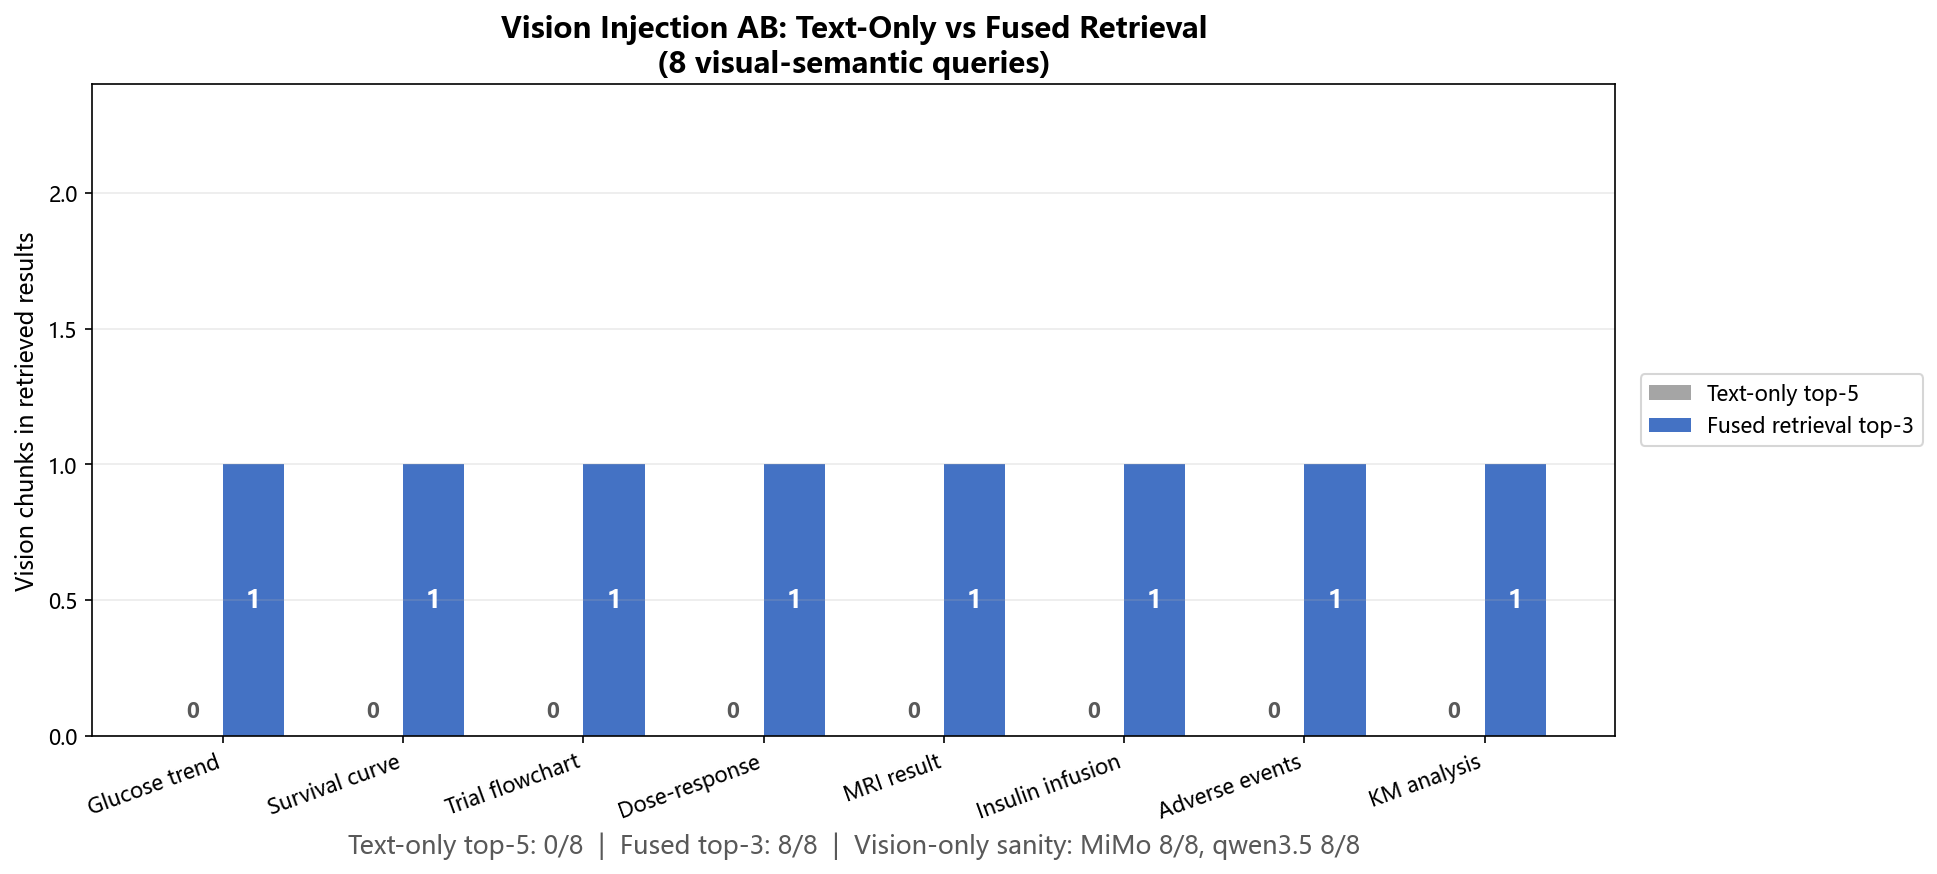 Vision Injection AB: Text-Only vs Fused Retrieval
(8 visual-semantic queries)
Vision chunks in retrieved results
2.0
1.5
1.0
0.5
0.0
1 1 1 1 1 1 1 1
0 0 0 0 0 0 0 0
Glucose trend
Survival curve
Trial flowchart
Dose-response
MRI result
Insulin infusion
Adverse events
KM analysis
Text-only top-5
Fused retrieval top-3
Text-only top-5: 0/8 | Fused top-3: 8/8 | Vision-only sanity: MiMo 8/8, qwen3.5 8/8